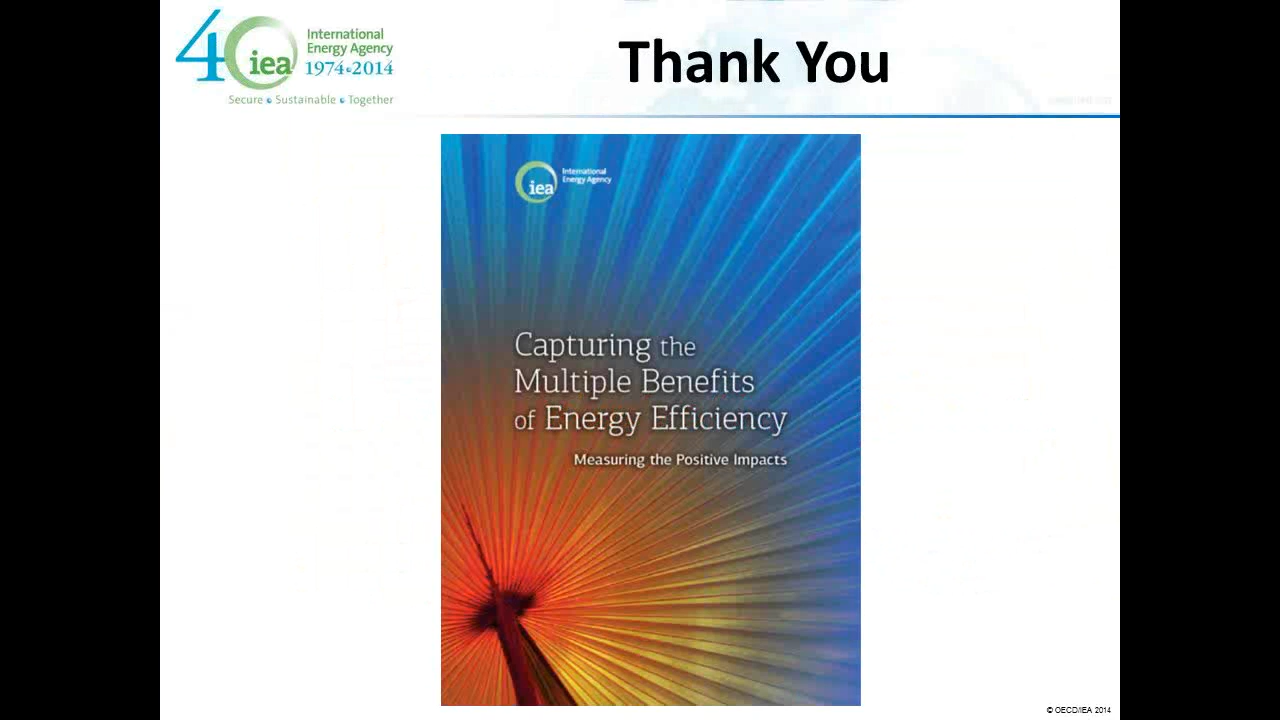 40 iea
International
Energy Agency
1974•2014
Secure • Sustainable • Together
Thank You
iea
International
Energy Agency
Capturing the
Multiple Benefits
of Energy Efficiency
Measuring the Positive Impacts
© OECD/IEA 2014